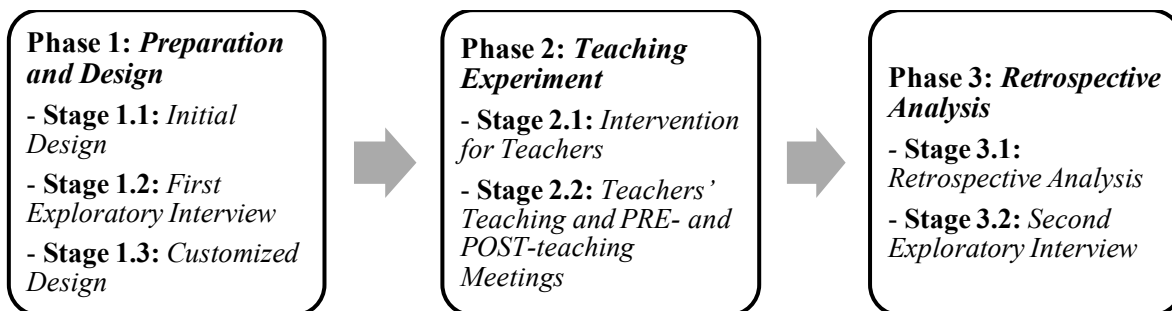 Phase 1: Preparation
and Design
- Stage 1.1: Initial
Design
- Stage 1.2: First
Exploratory Interview
- Stage 1.3: Customized
Design
Phase 2: Teaching
Experiment
- Stage 2.1: Intervention
for Teachers
- Stage 2.2: Teachers’
Teaching and PRE- and
POST-teaching
Meetings
Phase 3: Retrospective
Analysis
- Stage 3.1:
Retrospective Analysis
- Stage 3.2: Second
Exploratory Interview